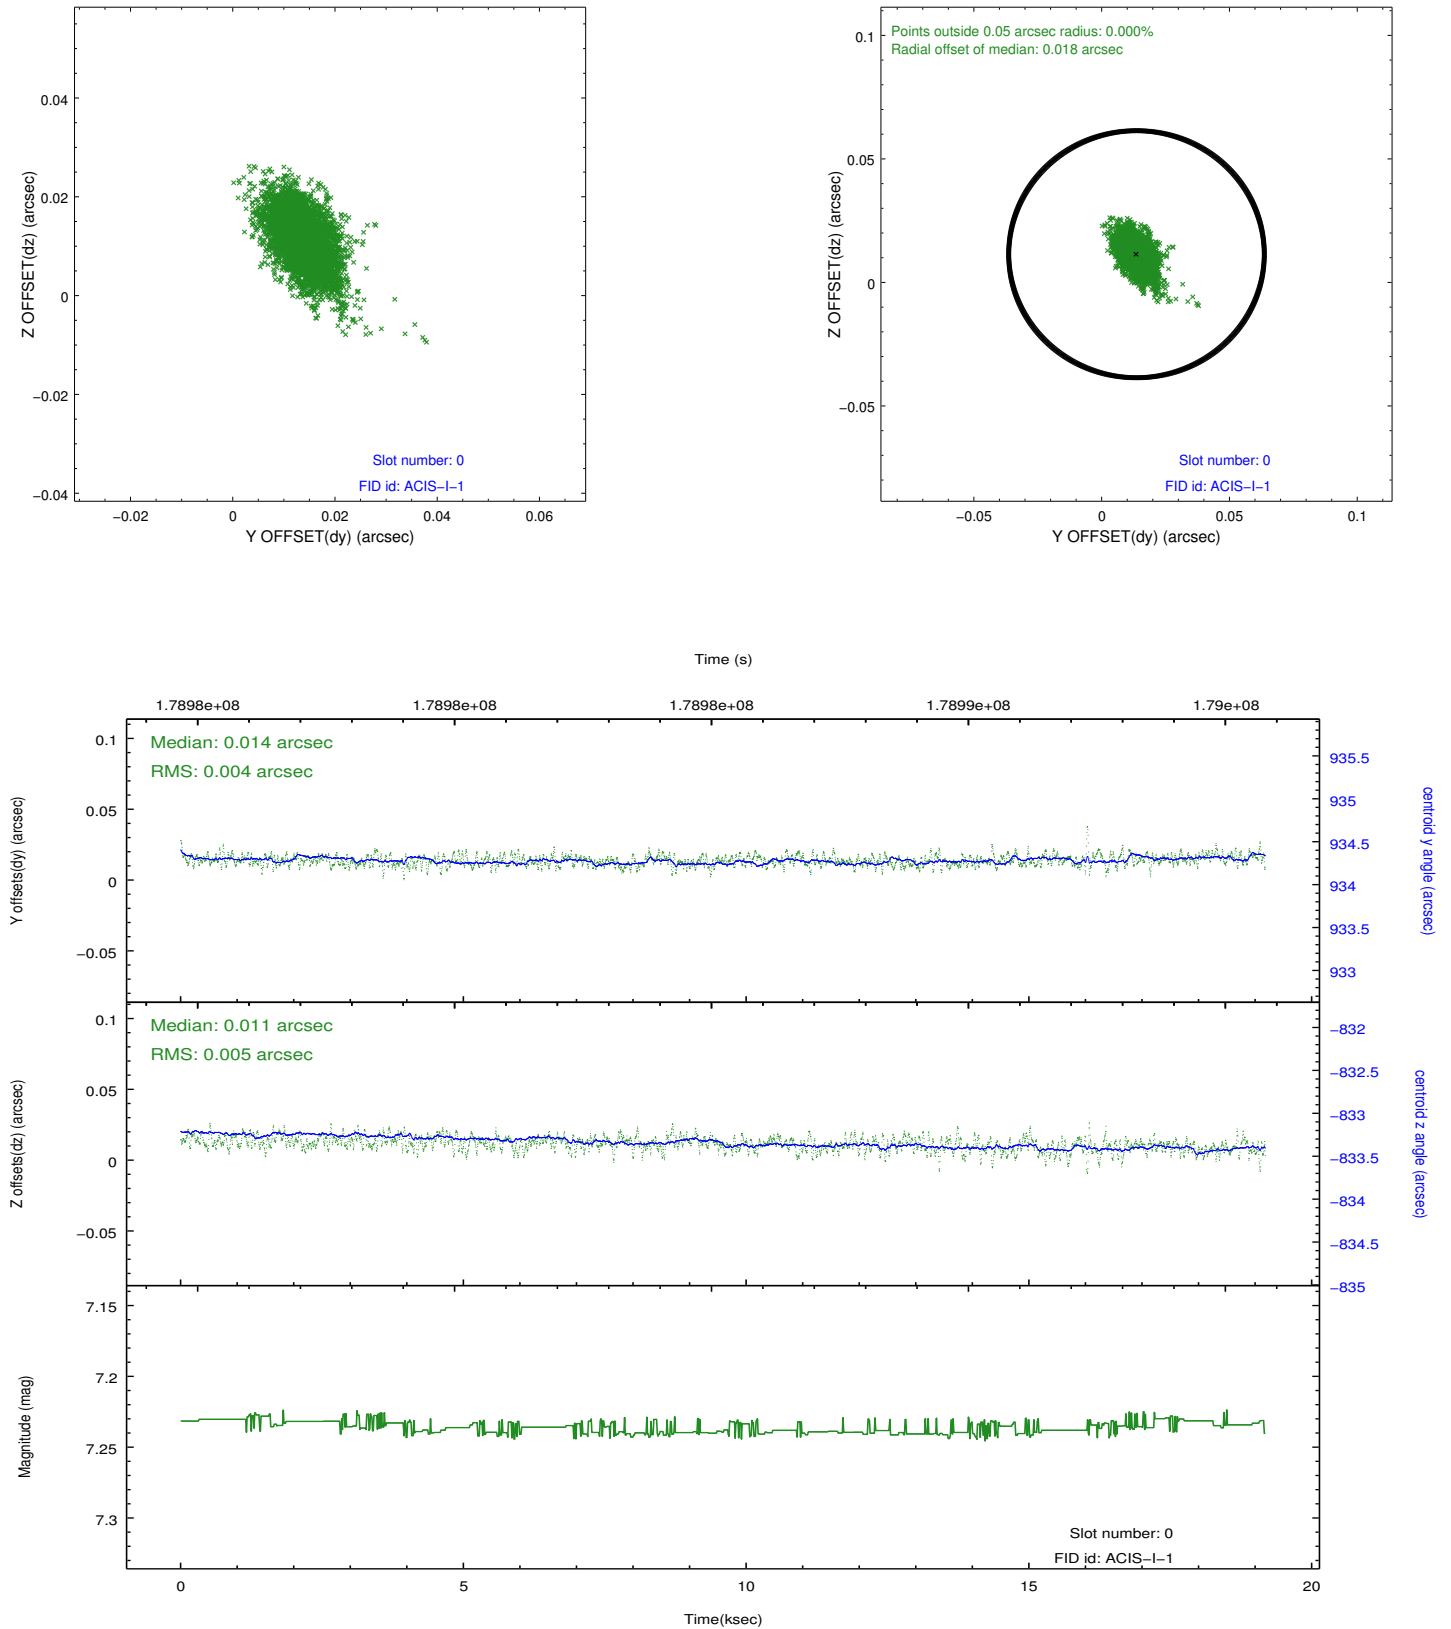 0.04
0.02
0
−0.02
−0.04
Z OFFSET(dz) (arcsec)
Slot number: 0
FID id: ACIS−I−1
−0.02
0
0.02
0.04
0.06
Y OFFSET(dy) (arcsec)
Points outside 0.05 arcsec radius: 0.000%
Radial offset of median: 0.018 arcsec
0.1
0.05
0
−0.05
Z OFFSET(dz) (arcsec)
Slot number: 0
FID id: ACIS−I−1
−0.05
0
0.05
0.1
Y OFFSET(dy) (arcsec)
Time (s)
1.7898e+08
1.7898e+08
1.7898e+08
1.7899e+08
1.79e+08
Median: 0.014 arcsec
RMS: 0.004 arcsec
0.1
0.05
0
−0.05
Y offsets(dy) (arcsec)
935.5
935
934.5
934
933.5
933
centroid y angle (arcsec)
Median: 0.011 arcsec
RMS: 0.005 arcsec
0.1
0.05
0
−0.05
Z offsets(dz) (arcsec)
−832
−832.5
−833
−833.5
−834
−834.5
−835
centroid z angle (arcsec)
7.15
7.2
7.25
7.3
Magnitude (mag)
Slot number: 0
FID id: ACIS−I−1
0
5
10
15
20
Time(ksec)